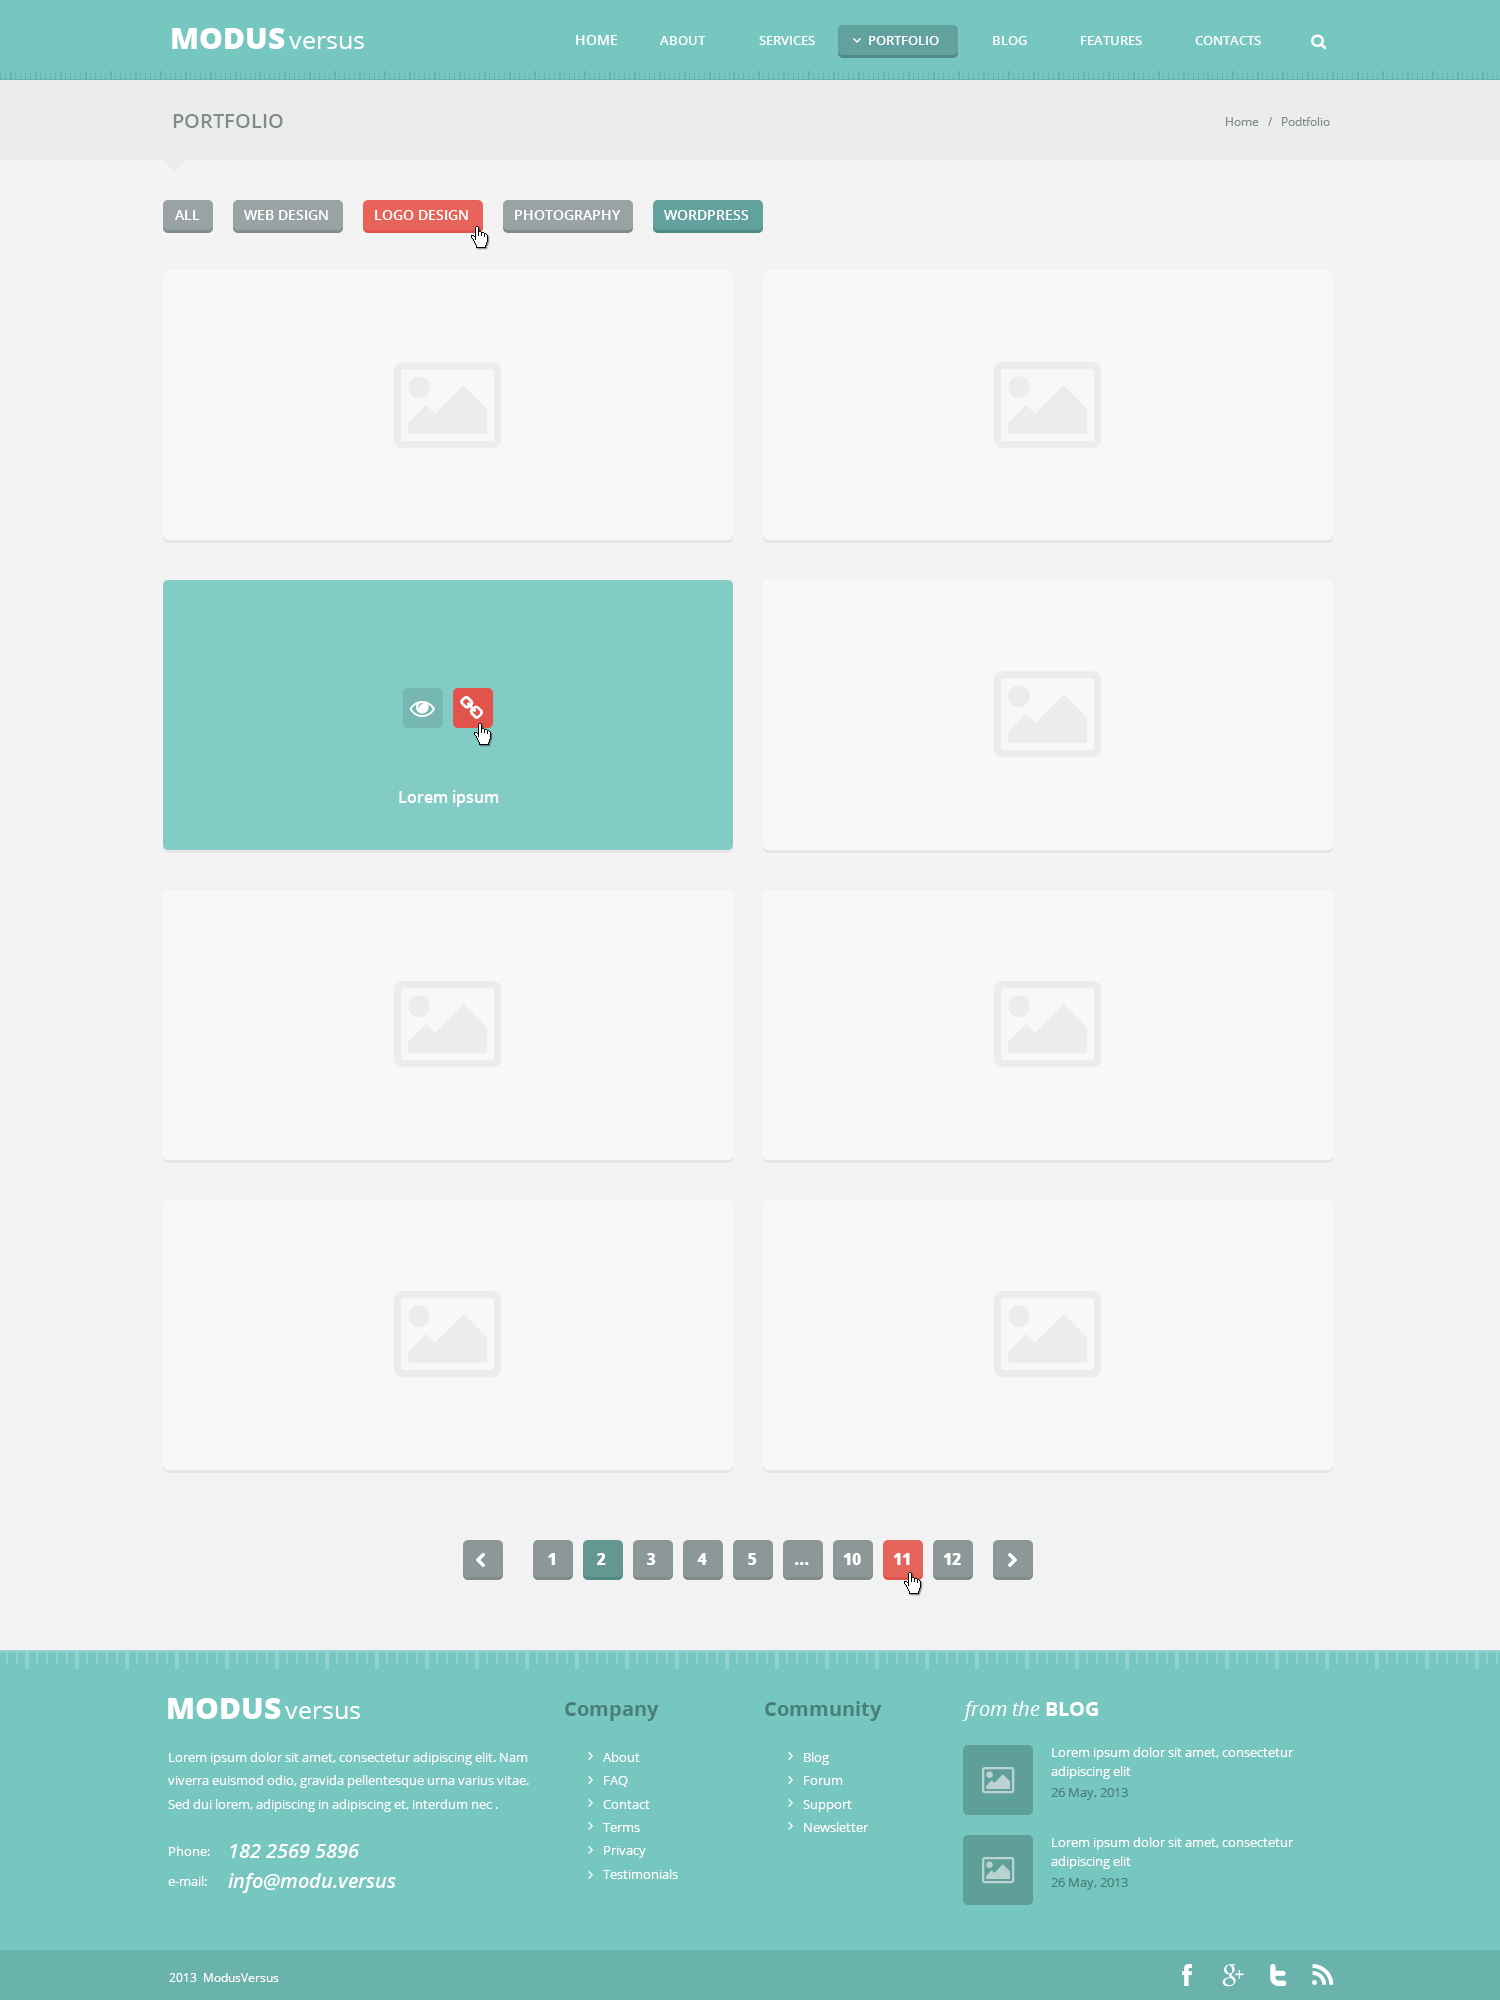 MODUS versus
HOME ABOUT SERVICES PORTFOLIO BLOG FEATURES CONTACTS
PORTFOLIO
Home / Podtfolio
ALL WEB DESIGN LOGO DESIGN PHOTOGRAPHY WORDPRESS
Lorem ipsum
1 2 3 4 5 ... 10 11 12
MODUS versus
Lorem ipsum dolor sit amet, consectetur adipiscing elit. Nam
viverra euismod odio, gravida pellentesque urna varius vitae.
Sed dui lorem, adipiscing in adipiscing et, interdum nec .
Phone: 182 2569 5896
e-mail: info@modu.versus
Company
About
FAQ
Contact
Terms
Privacy
Testimonials
Community
Blog
Forum
Support
Newsletter
from the BLOG
Lorem ipsum dolor sit amet, consectetur
adipiscing elit
26 May, 2013
Lorem ipsum dolor sit amet, consectetur
adipiscing elit
26 May, 2013
2013 ModusVersus